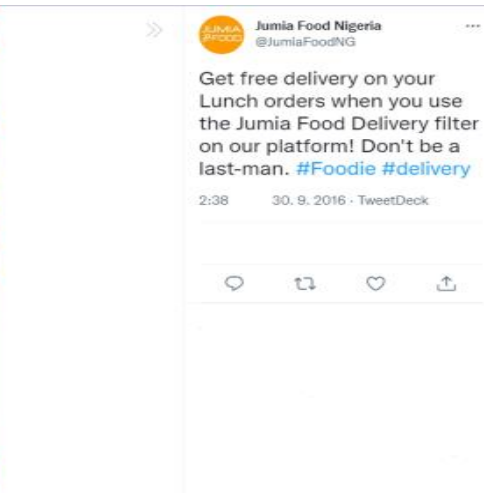 JUMIA
FOOD
Jumia Food Nigeria
@JumiaFoodNG
Get free delivery on your
Lunch orders when you use
the Jumia Food Delivery filter
on our platform! Don't be a
last-man. #Foodie #delivery
2:38 30. 9. 2016 · TweetDeck